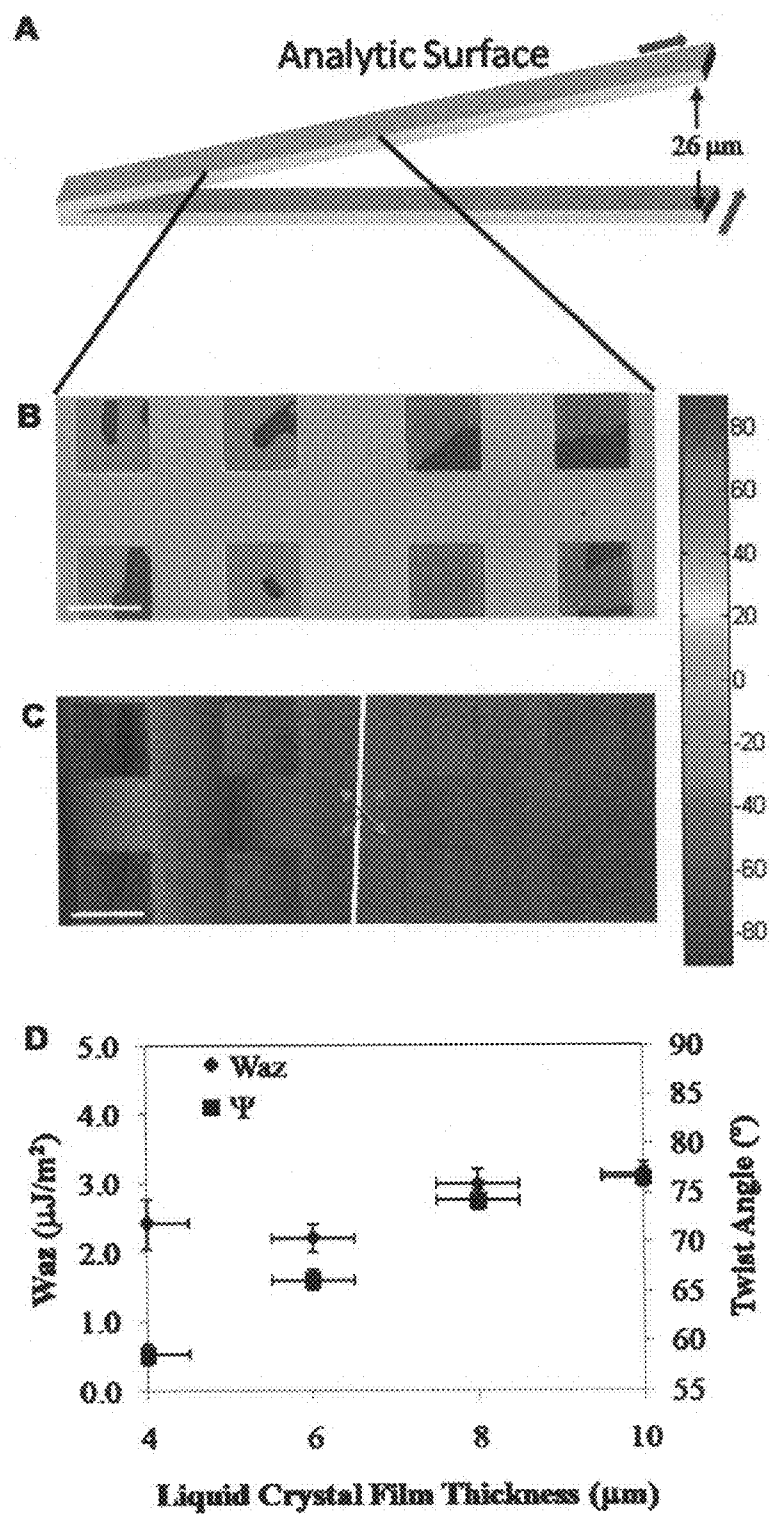 A
Analytic Surface
26 µm
B
80
60
40
20
0
-20
-40
-60
-80
C
D
5.0
4.0
3.0
2.0
1.0
0.0
Waz (µJ/m²)
Waz
Ψ
90
85
80
75
70
65
60
55
Twist Angle (°)
4 6 8 10
Liquid Crystal Film Thickness (µm)